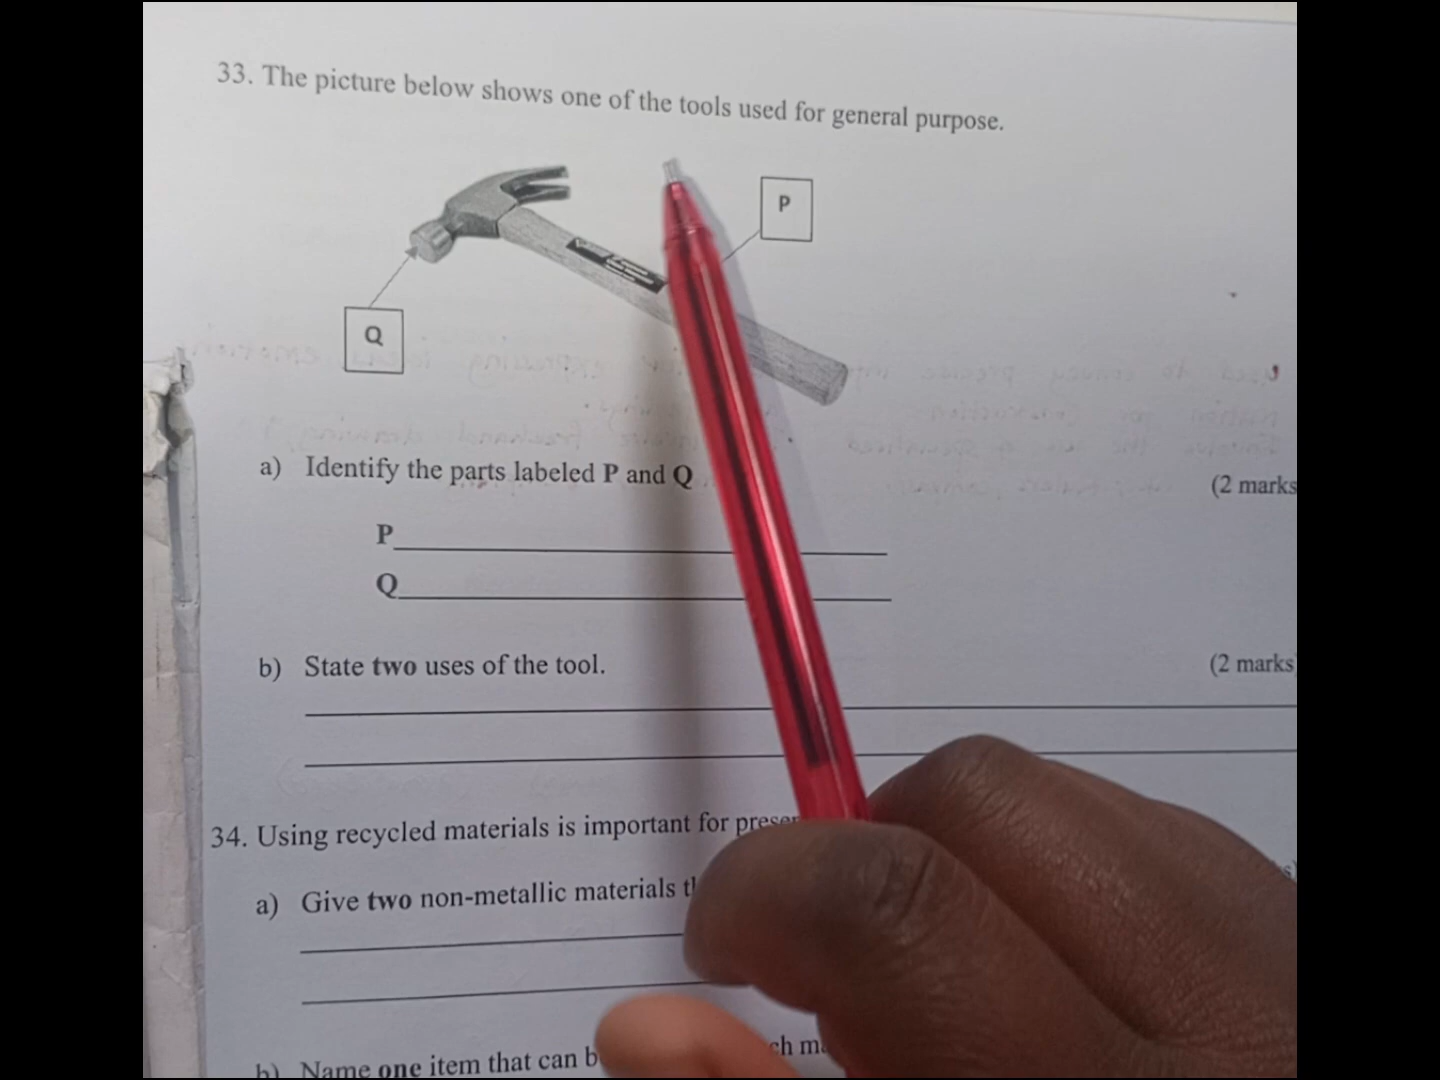 33. The picture below shows one of the tools used for general purpose.
P
Q
a) Identify the parts labeled P and Q
(2 marks
P
Q
b) State two uses of the tool.
(2 marks)
34. Using recycled materials is important for
a) Give two non-metallic materials
b) Name one item that can